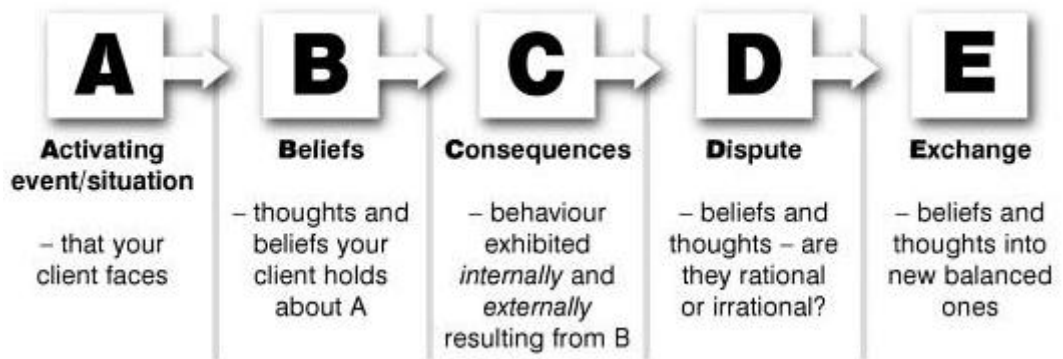 A
Activating
event/situation
– that your
client faces
B
Beliefs
– thoughts and
beliefs your
client holds
about A
C
Consequences
– behaviour
exhibited
internally and
externally
resulting from B
D
Dispute
– beliefs and
thoughts – are
they rational
or irrational?
E
Exchange
– beliefs and
thoughts into
new balanced
ones